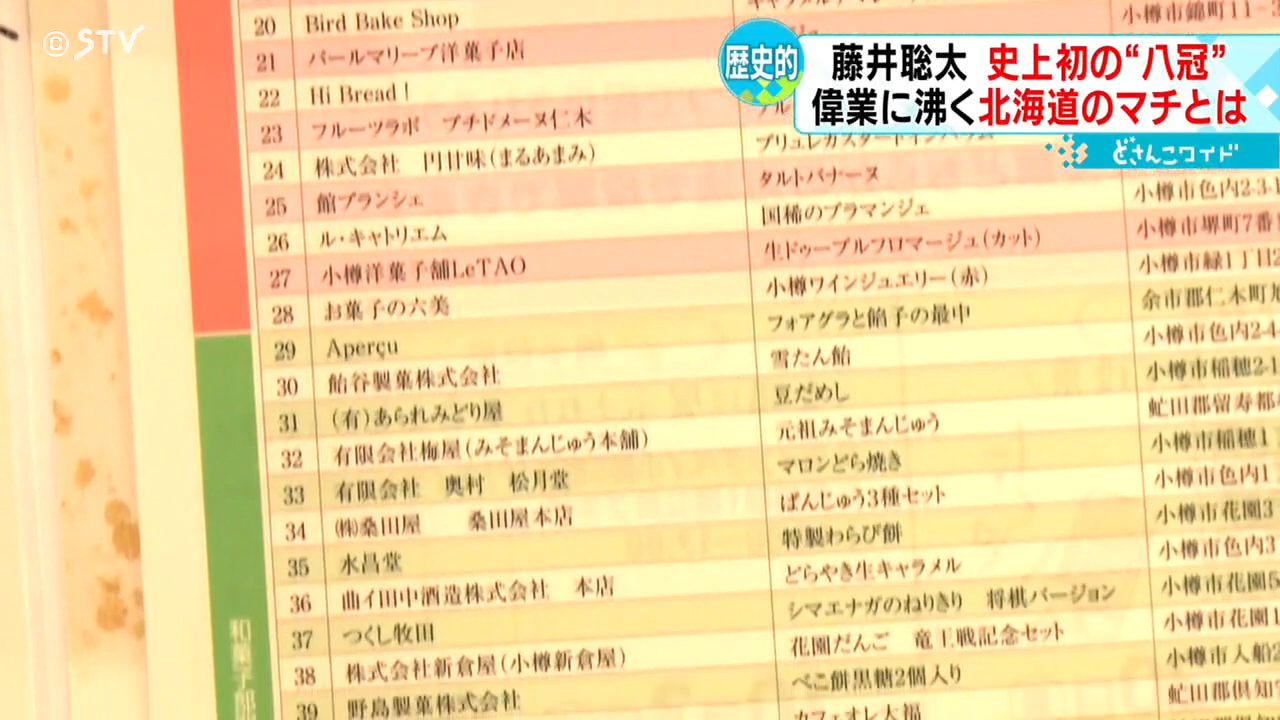 © STV
歴史的
藤井聡太 史上初の“八冠”
偉業に沸く北海道のマチとは
どさんこワイド
20 Bird Bake Shop
21 パールマリーブ洋菓子店 小樽市錦町11-3
22 Hi Bread!
23 フルーツラボ プチドメーヌ仁木
24 株式会社 円甘味(まるあまみ)
25 館ブランシェ タルトバナーヌ
26 ル・キャトリエム 国稀のブラマンジェ 小樽市色内2-3-1
27 小樽洋菓子舗LeTAO 生ドゥーブルフロマージュ(カット) 小樽市堺町7番
28 お菓子の六美 小樽ワインジュエリー(赤) 小樽市緑1丁目2
29 Aperçu フォアグラと餡子の最中 余市郡仁木町
30 飴谷製菓株式会社 雪たん飴 小樽市色内2-4
31 (有)あられみどり屋 豆だめし 小樽市稲穂2-1
32 有限会社梅屋(みそまんじゅう本舗) 元祖みそまんじゅう 虻田郡留寿都
33 有限会社 奥村 松月堂 マロンどら焼き 小樽市稲穂1
34 ㈱桑田屋 桑田屋本店 ぱんじゅう3種セット 小樽市色内1
35 水昌堂 特製わらび餅 小樽市花園3
36 曲イ田中酒造株式会社 本店 どらやき生キャラメル 小樽市色内3
37 つくし牧田 シマエナガのねりきり 将棋バージョン 小樽市花園5
38 株式会社新倉屋(小樽新倉屋) 花園だんご 竜王戦記念セット 小樽市花園1
39 野島製菓株式会社 べこ餅黒糖2個入り 小樽市入船2
カフェオレ大福 虻田郡倶知
和菓子部